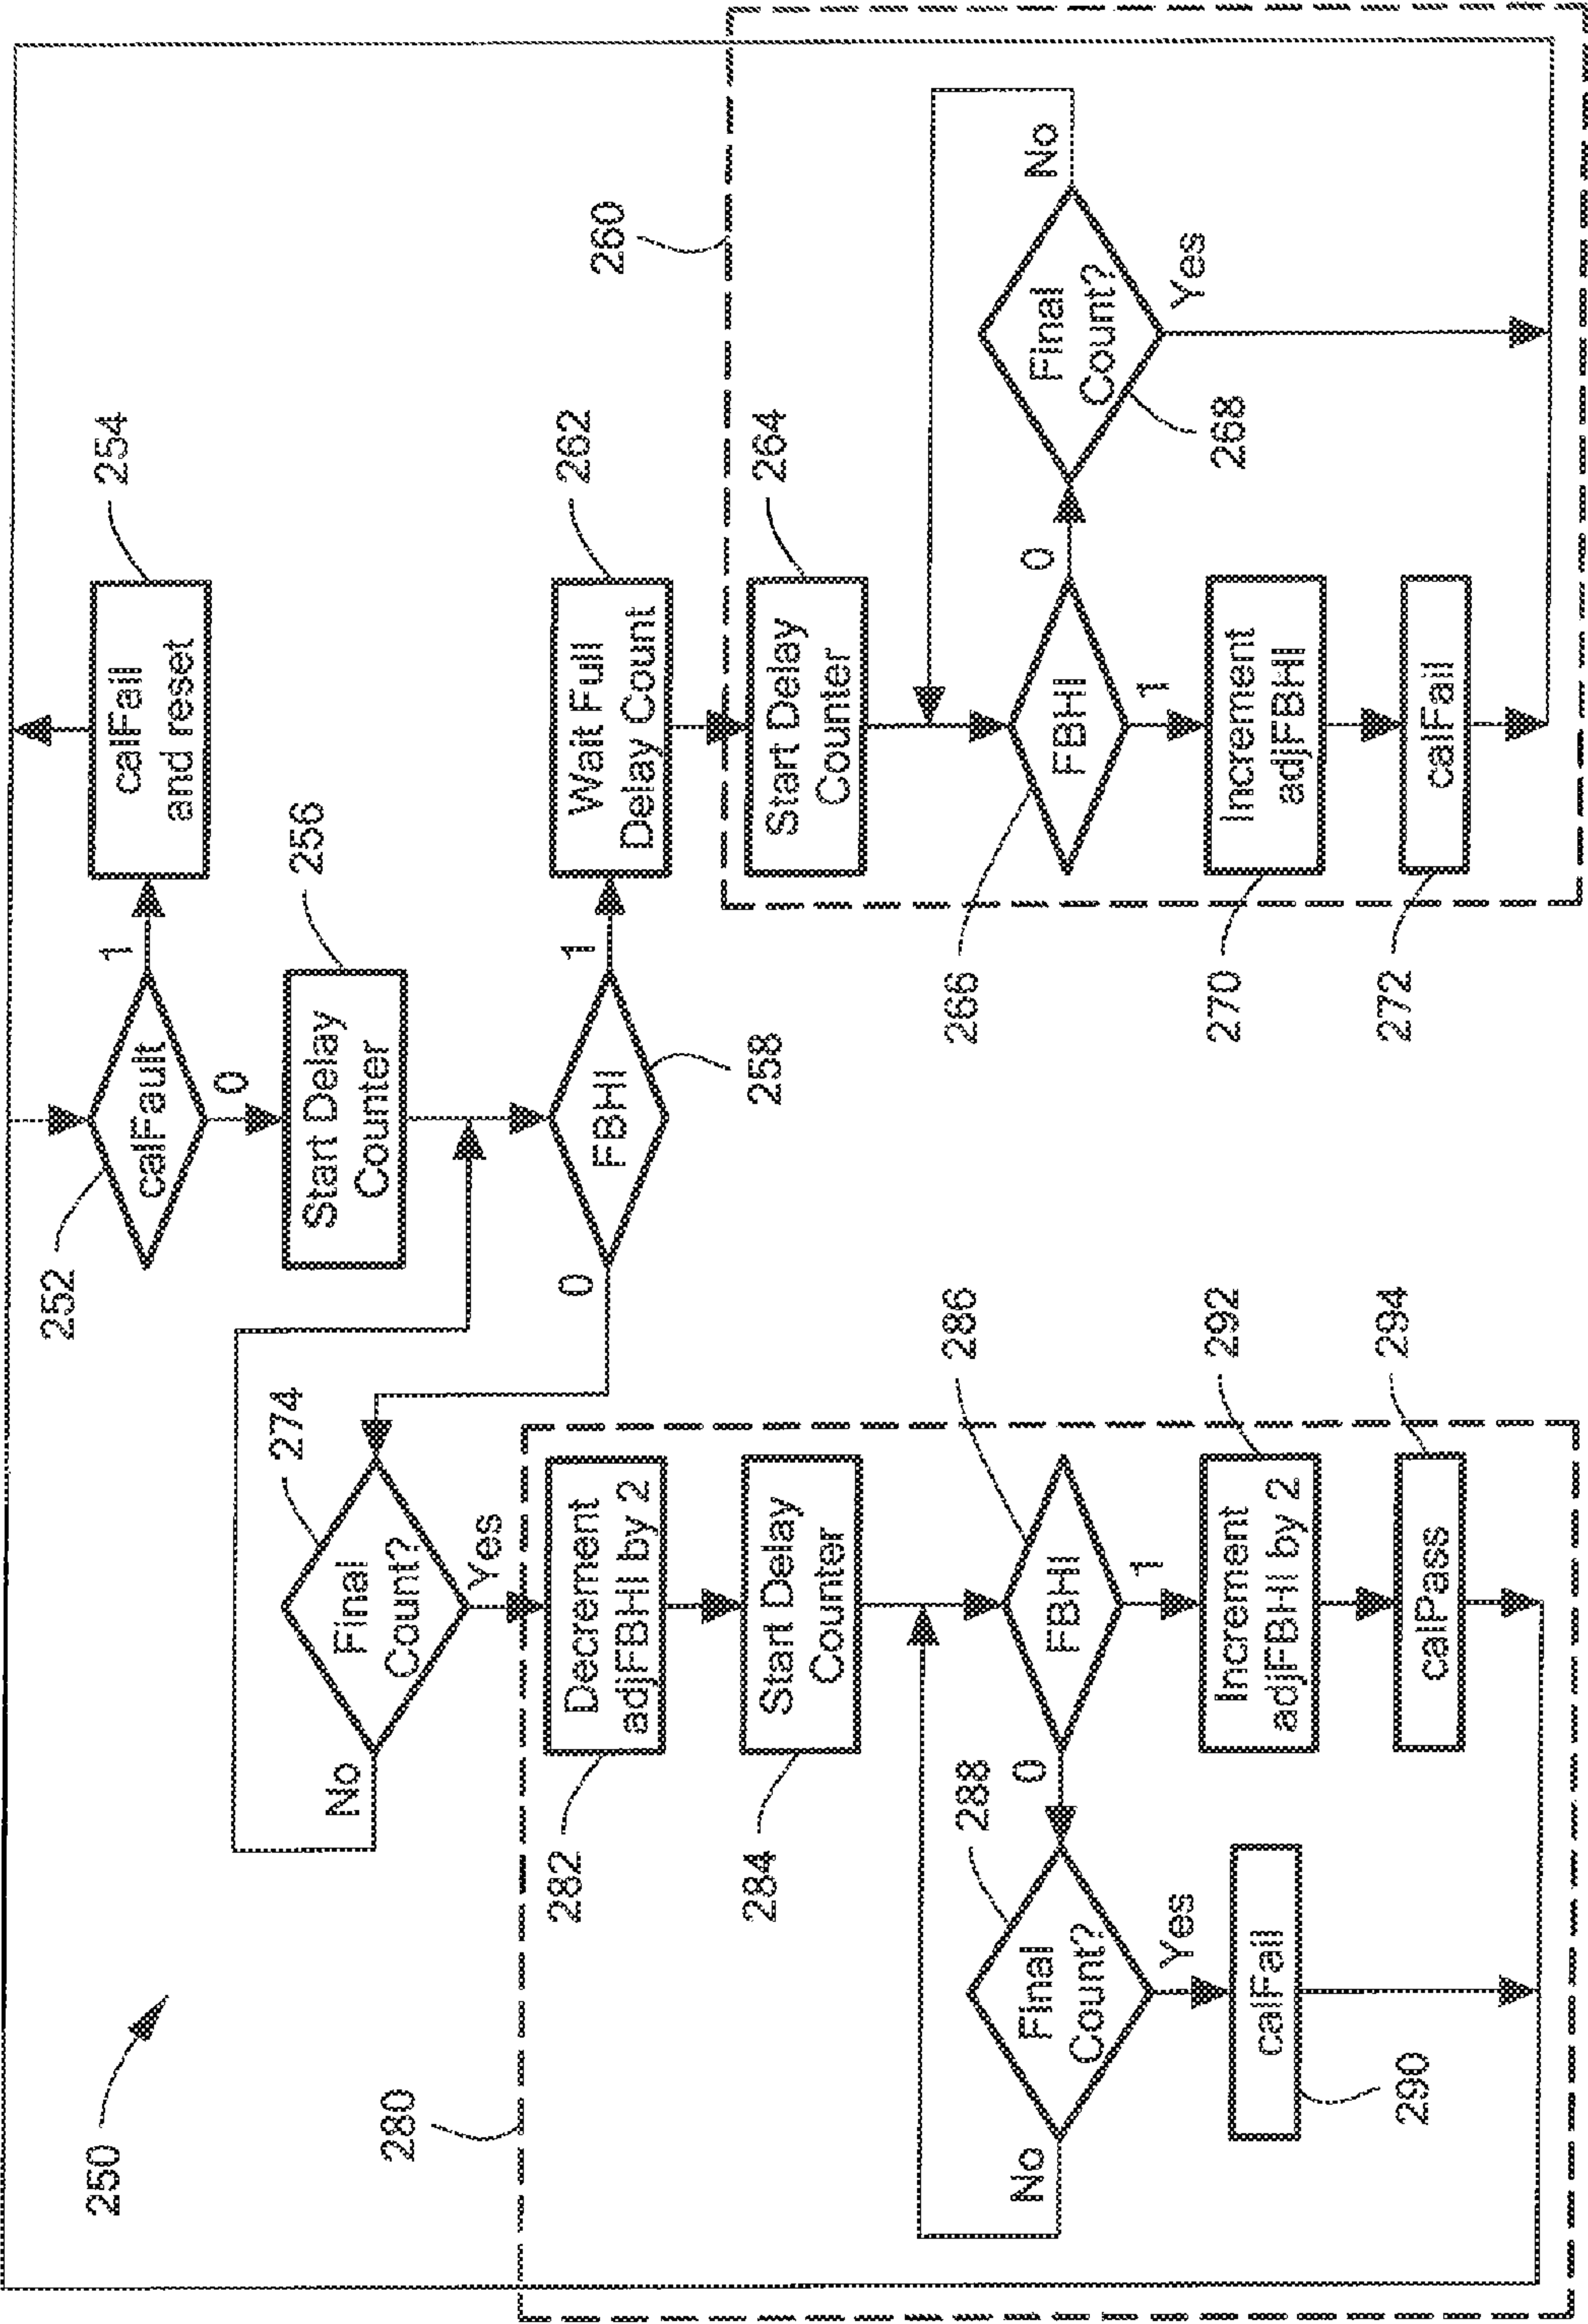 250
252
calFault
1
calFail
and reset
254
0
Start Delay
Counter
256
274
Final
Count?
No
Yes
FBHI
0
1
258
Wait Full
Delay Count
262
280
260
282
Decrement
adjFBHI by 2
284
Start Delay
Counter
Start Delay
Counter
264
288
Final
Count?
No
Yes
0
FBHI
286
1
266
FBHI
0
1
Final
Count?
No
Yes
268
calFail
290
Increment
adjFBHI by 2
292
calPass
294
270
Increment
adjFBHI
272
calFail